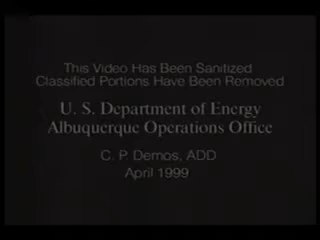 This Video Has Been Sanitized
Classified Portions Have Been Removed
U. S. Department of Energy
Albuquerque Operations Office
C. P. Demos, ADD
April 1999